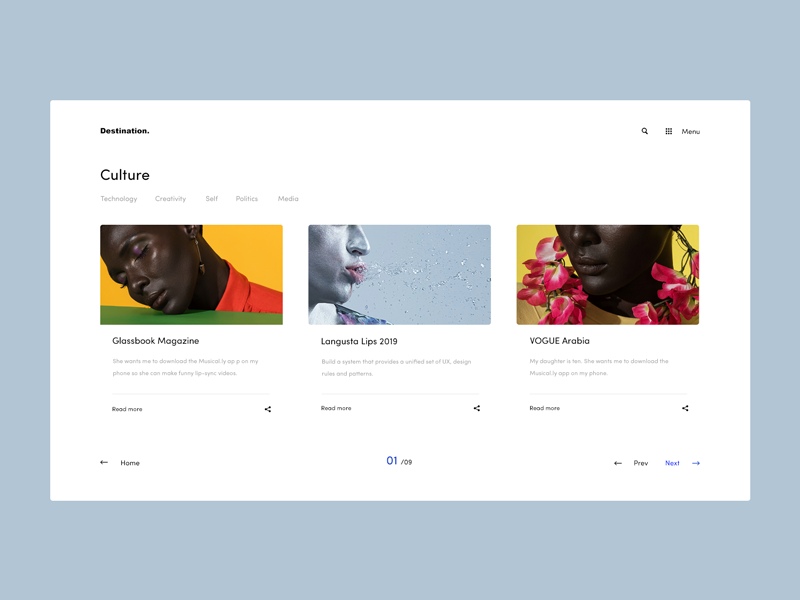 Destination.
Menu
Culture
Technology Creativity Self Politics Media
Glassbook Magazine
She wants me to download the Musical.ly ap.p on my
phone so she can make funny lip-sync videos.
Read more
Langusta Lips 2019
Build a system that provides a unified set of UX, design
rules and patterns.
Read more
VOGUE Arabia
My daughter is ten. She wants me to download the
Musical.ly app on my phone.
Read more
Home
01 /09
Prev Next